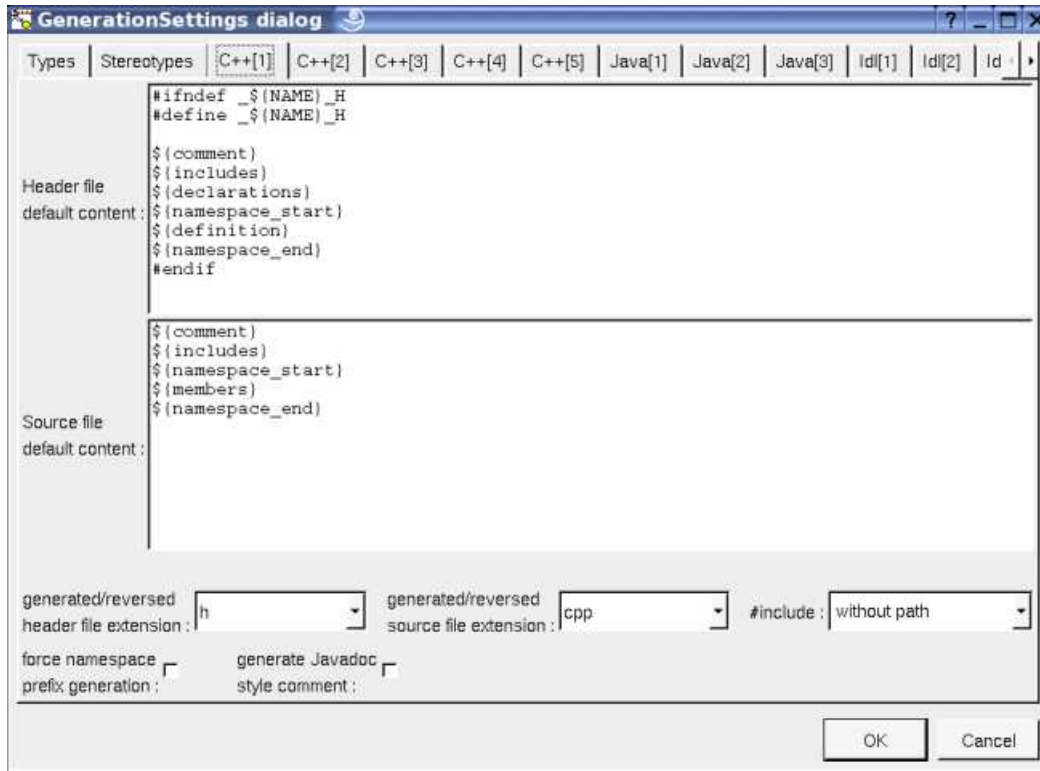 GenerationSettings dialog
Types Stereotypes C++[1] C++[2] C++[3] C++[4] C++[5] Java[1] Java[2] Java[3] Idl[1] Idl[2] Id
#ifndef _${NAME}_H
#define _${NAME}_H
${comment}
${includes}
Header file
${declarations}
default content : ${namespace_start}
${definition}
${namespace_end}
#endif
${comment}
${includes}
${namespace_start}
${members}
${namespace_end}
Source file
default content :
generated/reversed
header file extension : h
generated/reversed
source file extension : cpp
#include : without path
force namespace
prefix generation :
generate Javadoc
style comment :
OK Cancel